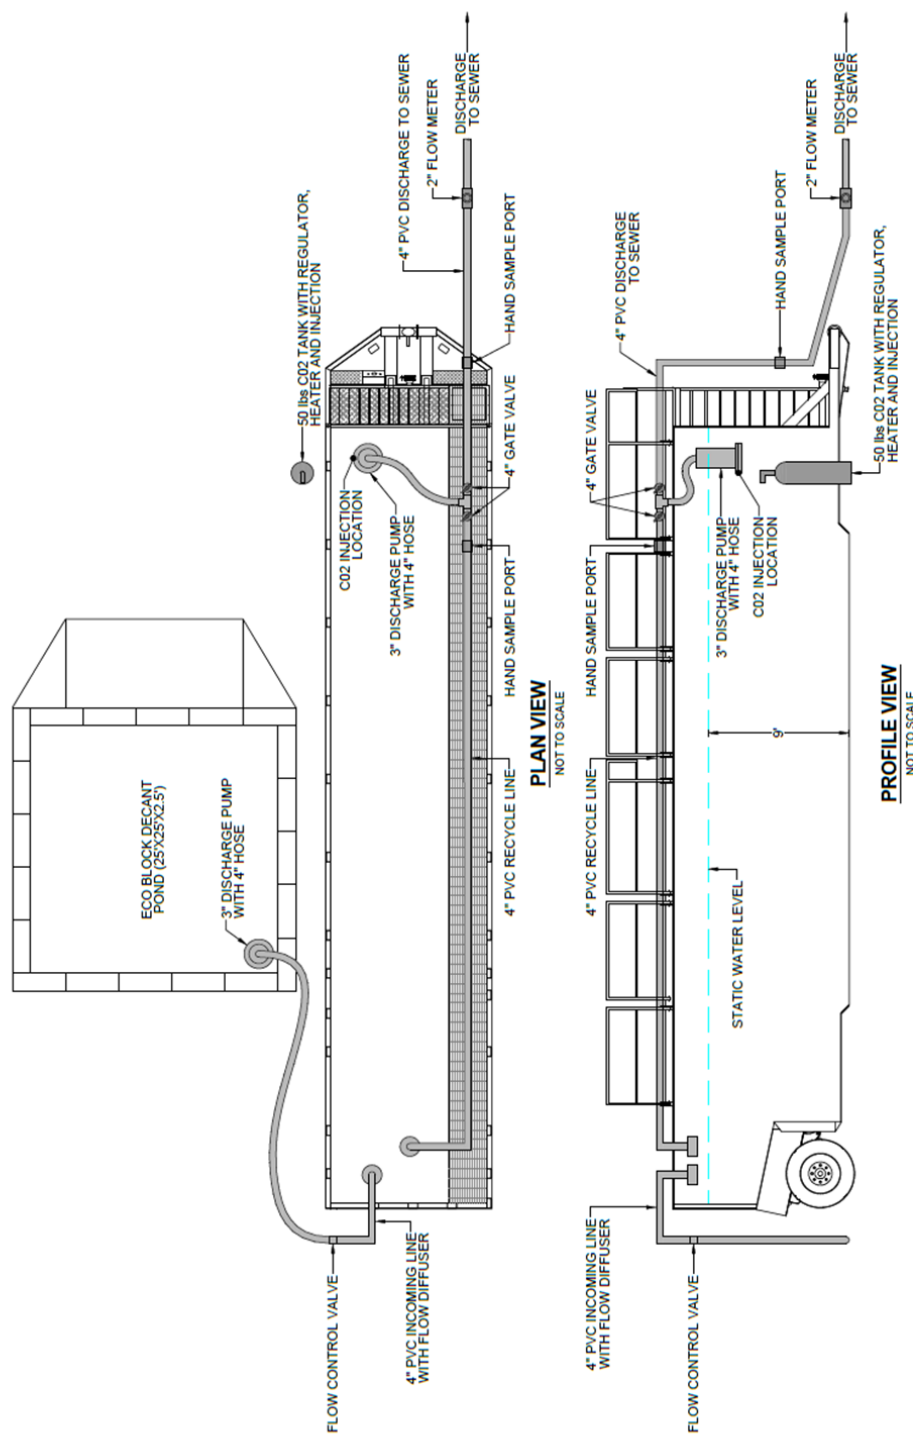 ECO BLOCK DECANT
POND (25'X25'X2.5')
3" DISCHARGE PUMP
WITH 4" HOSE
FLOW CONTROL VALVE
4" PVC INCOMING LINE
WITH FLOW DIFFUSER
50 lbs C02 TANK WITH REGULATOR,
HEATER AND INJECTION
C02 INJECTION
LOCATION
3" DISCHARGE PUMP
WITH 4" HOSE
4" PVC DISCHARGE TO SEWER
2" FLOW METER
DISCHARGE
TO SEWER
HAND SAMPLE PORT
4" GATE VALVE
HAND SAMPLE PORT
4" PVC RECYCLE LINE
PLAN VIEW
NOT TO SCALE
4" PVC INCOMING LINE
WITH FLOW DIFFUSER
FLOW CONTROL VALVE
4" PVC RECYCLE LINE
HAND SAMPLE PORT
4" GATE VALVE
4" PVC DISCHARGE
TO SEWER
STATIC WATER LEVEL
9'
3" DISCHARGE PUMP
WITH 4" HOSE
C02 INJECTION
LOCATION
HAND SAMPLE PORT
2" FLOW METER
DISCHARGE
TO SEWER
50 lbs C02 TANK WITH REGULATOR,
HEATER AND INJECTION
PROFILE VIEW
NOT TO SCALE